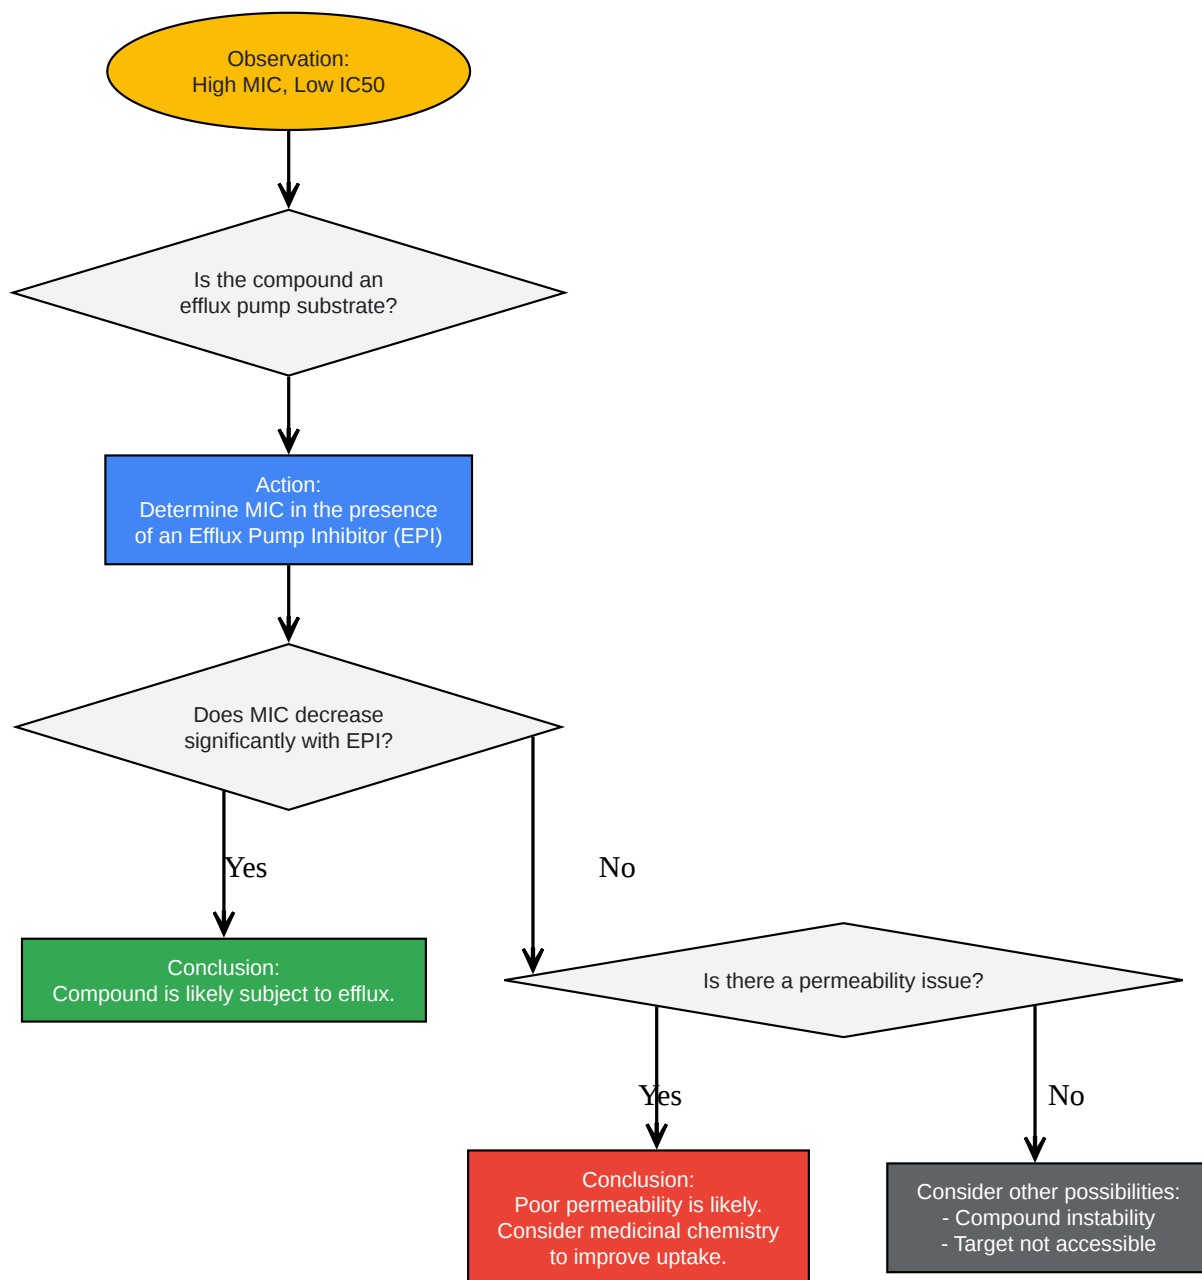 Observation:
High MIC, Low IC50
Is the compound an
efflux pump substrate?
Action:
Determine MIC in the presence
of an Efflux Pump Inhibitor (EPI)
Does MIC decrease
significantly with EPI?
Yes
No
Conclusion:
Compound is likely subject to efflux.
Is there a permeability issue?
Yes
No
Conclusion:
Poor permeability is likely.
Consider medicinal chemistry
to improve uptake.
Consider other possibilities:
- Compound instability
- Target not accessible